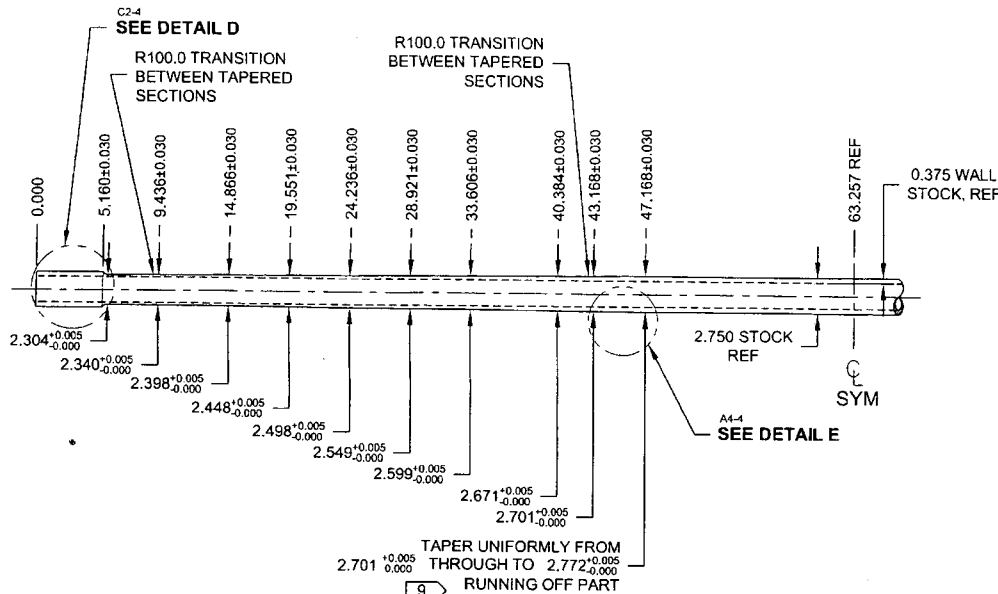 C2-4
SEE DETAIL D
R100.0 TRANSITION
BETWEEN TAPERED
SECTIONS
R100.0 TRANSITION
BETWEEN TAPERED
SECTIONS
0.000
5.160±0.030
9.436±0.030
14.866±0.030
19.551±0.030
24.236±0.030
28.921±0.030
33.606±0.030
40.384±0.030
43.168±0.030
47.168±0.030
63.257 REF
0.375 WALL
STOCK, REF
2.304 +0.005 -0.000
2.340 +0.005 -0.000
2.398 +0.005 -0.000
2.448 +0.005 -0.000
2.498 +0.005 -0.000
2.549 +0.005 -0.000
2.599 +0.005 -0.000
2.671 +0.005 -0.000
2.701 +0.005 -0.000
2.750 STOCK
REF
CL
SYM
A4-4
SEE DETAIL E
TAPER UNIFORMLY FROM
2.701 +0.005 0.000 THROUGH TO 2.772 +0.005 -0.000
RUNNING OFF PART
9